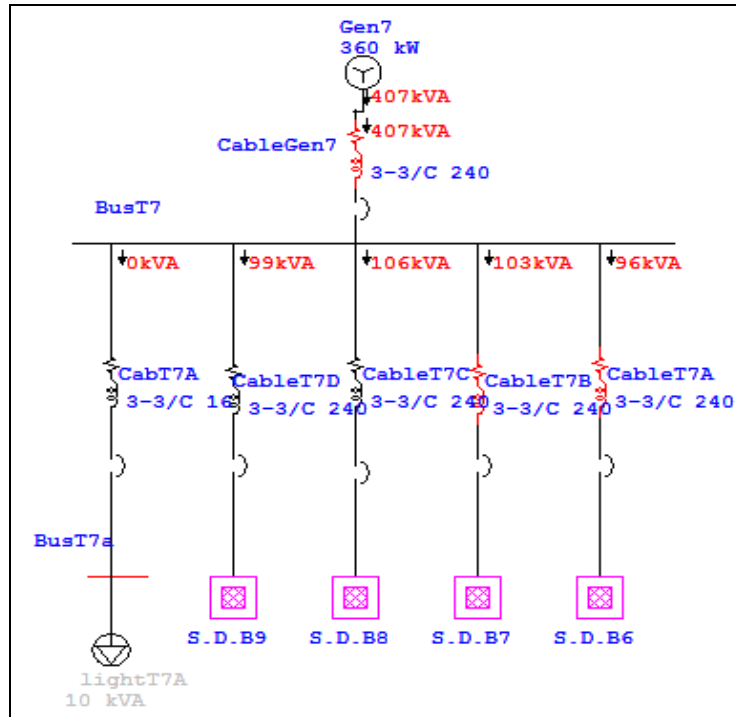 Gen7
360 kW
407kVA
407kVA
CableGen7
3-3/C 240
BusT7
0kVA
99kVA
106kVA
103kVA
96kVA
CabT7A
CableT7D
CableT7C
CableT7B
CableT7A
3-3/C 16
3-3/C 240
3-3/C 240
3-3/C 240
3-3/C 240
BusT7a
S.D.B9
S.D.B8
S.D.B7
S.D.B6
lightT7A
10 kVA